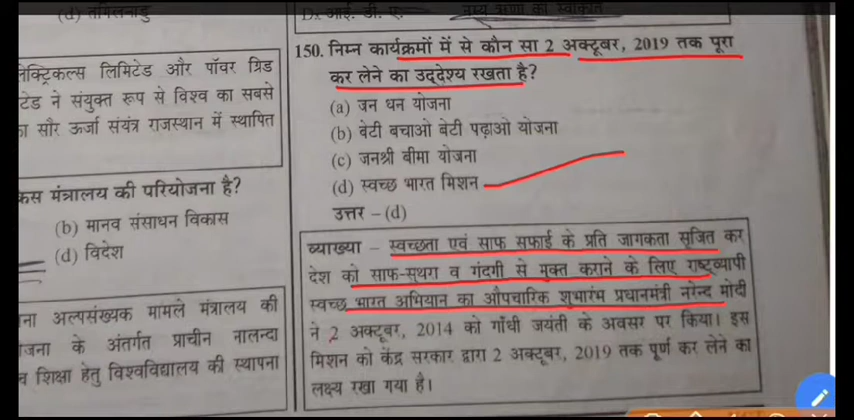 (d) तमिलनाडु
लेक्ट्रिकल्स लिमिटेड और पॉवर ग्रिड
टेड ने संयुक्त रूप से विश्व का सबसे
ा सौर ऊर्जा संयंत्र राजस्थान में स्थापित
कस मंत्रालय की परियोजना है?
(b) मानव संसाधन विकास
(d) विदेश
ना अल्पसंख्यक मामले मंत्रालय की
जना के अंतर्गत प्राचीन नालन्दा
न शिक्षा हेतु विश्वविद्यालय की स्थापना
आई. डी. ए.
150. निम्न कार्यक्रमों में से कौन सा 2 अक्टूबर, 2019 तक पूरा
कर लेने का उद्देश्य रखता है?
(a) जन धन योजना
(b) बेटी बचाओ बेटी पढ़ाओ योजना
(c) जनश्री बीमा योजना
(d) स्वच्छ भारत मिशन
उत्तर – (d)
व्याख्या – स्वच्छता एवं साफ सफाई के प्रति जागकता सृजित कर
देश को साफ-सुथरा व गंदगी से मुक्त कराने के लिए राष्ट्रव्यापी
स्वच्छ भारत अभियान का औपचारिक शुभारंभ प्रधानमंत्री नरेन्द मोदी
ने 2 अक्टूबर, 2014 को गाँधी जयंती के अवसर पर किया। इस
मिशन को केंद्र सरकार द्वारा 2 अक्टूबर, 2019 तक पूर्ण कर लेने का
लक्ष्य रखा गया है।